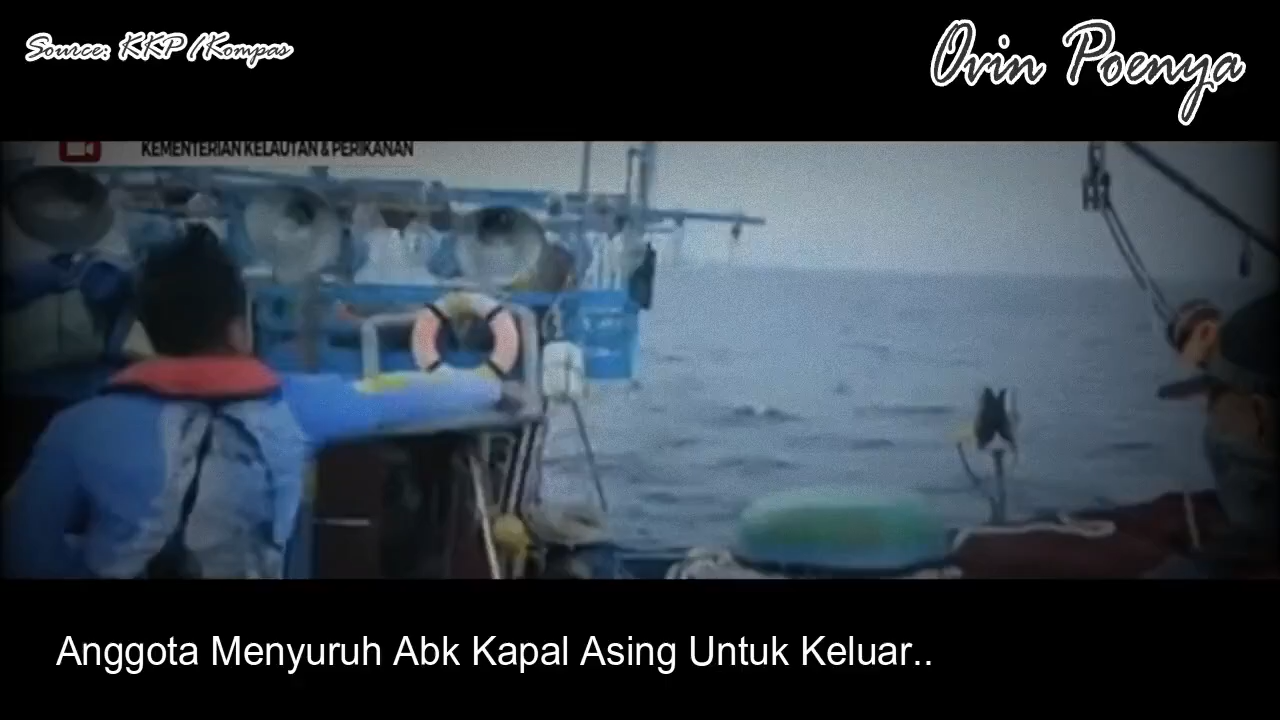 Source: KKP /Kompas
Ovin Poenya
KEMENTERIAN KELAUTAN & PERIKANAN
Anggota Menyuruh Abk Kapal Asing Untuk Keluar..